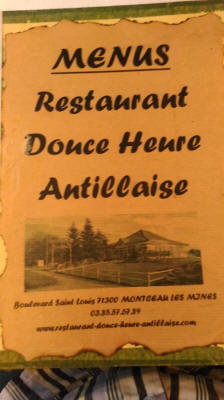 MENUS
Restaurant
Douce Heure
Antillaise
Boulevard Saint Louis 71300 MONTCEAU LES MINES
03.85.57.57.39
www.restaurant-douce-heure-antillaise.com